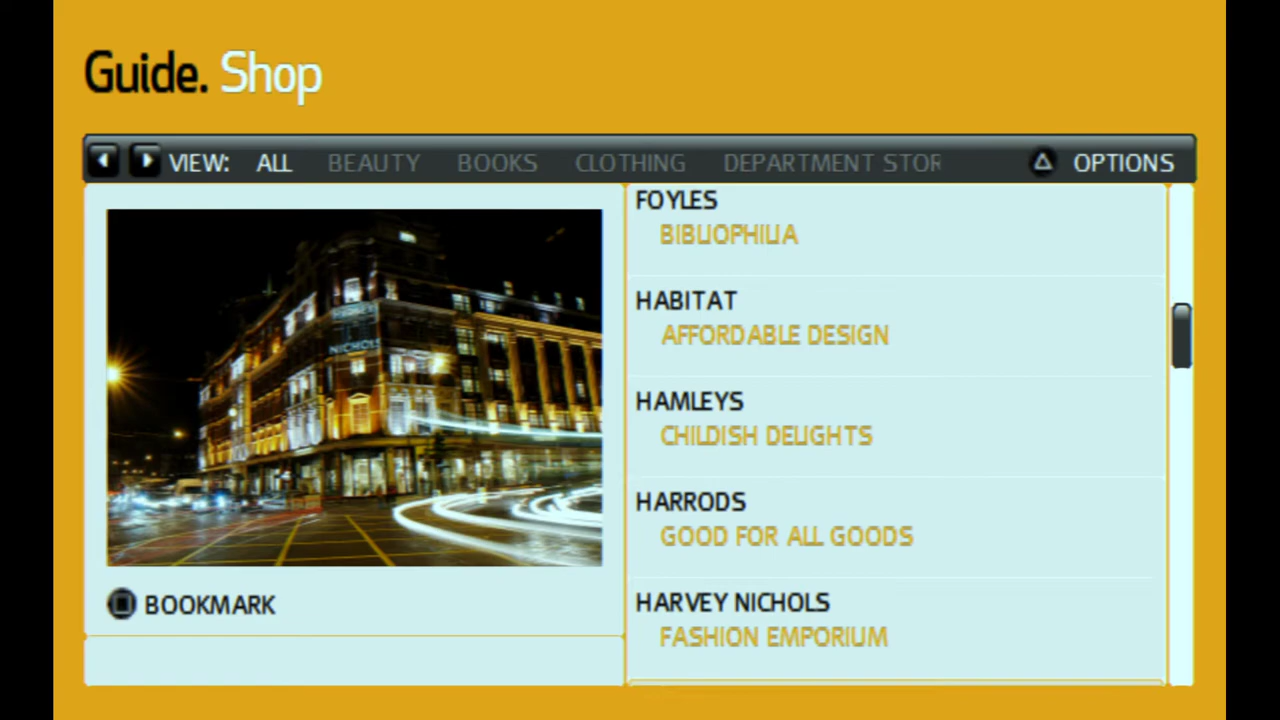 Guide. Shop
VIEW: ALL BEAUTY BOOKS CLOTHING DEPARTMENT STOR OPTIONS
FOYLES
BIBLIOPHILIA
HABITAT
AFFORDABLE DESIGN
HAMLEYS
CHILDISH DELIGHTS
HARRODS
GOOD FOR ALL GOODS
HARVEY NICHOLS
FASHION EMPORIUM
NICHOLS
BOOKMARK